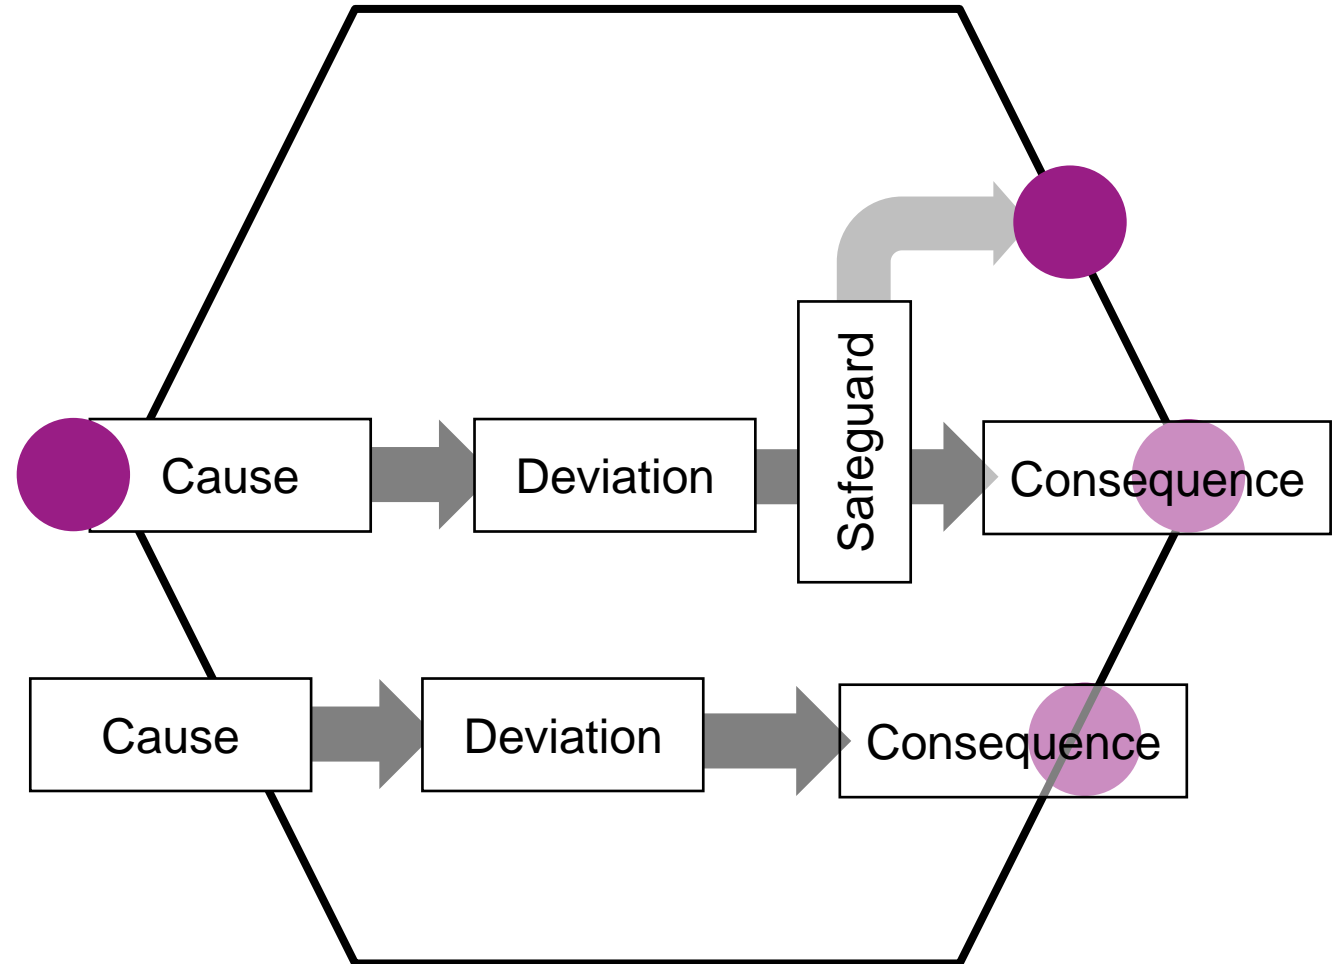 Cause
Deviation
Safeguard
Consequence
Cause
Deviation
Consequence